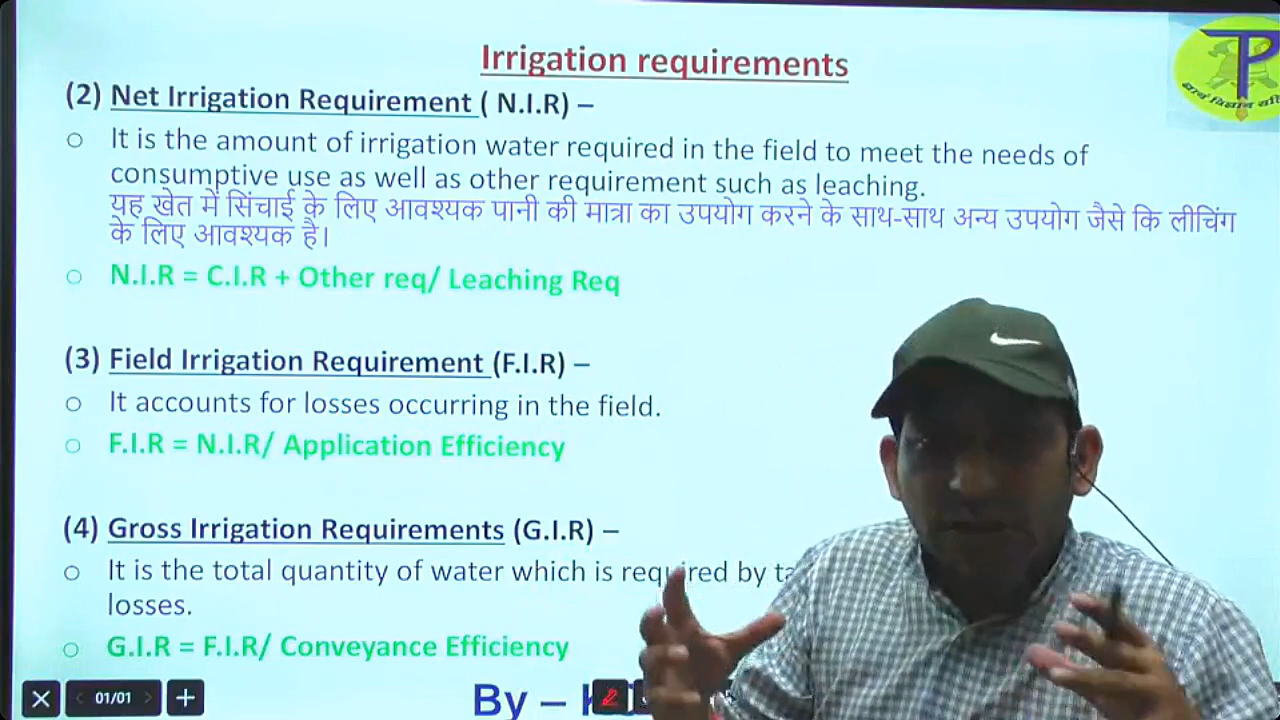 Irrigation requirements
(2) Net Irrigation Requirement ( N.I.R) –
○ It is the amount of irrigation water required in the field to meet the needs of
consumptive use as well as other requirement such as leaching.
यह खेत में सिंचाई के लिए आवश्यक पानी की मात्रा का उपयोग करने के साथ-साथ अन्य उपयोग जैसे कि लीचिंग
के लिए आवश्यक है।
○ N.I.R = C.I.R + Other req/ Leaching Req
(3) Field Irrigation Requirement (F.I.R) –
○ It accounts for losses occurring in the field.
○ F.I.R = N.I.R/ Application Efficiency
(4) Gross Irrigation Requirements (G.I.R) –
○ It is the total quantity of water which is required by
losses.
○ G.I.R = F.I.R/ Conveyance Efficiency
01/01
By –